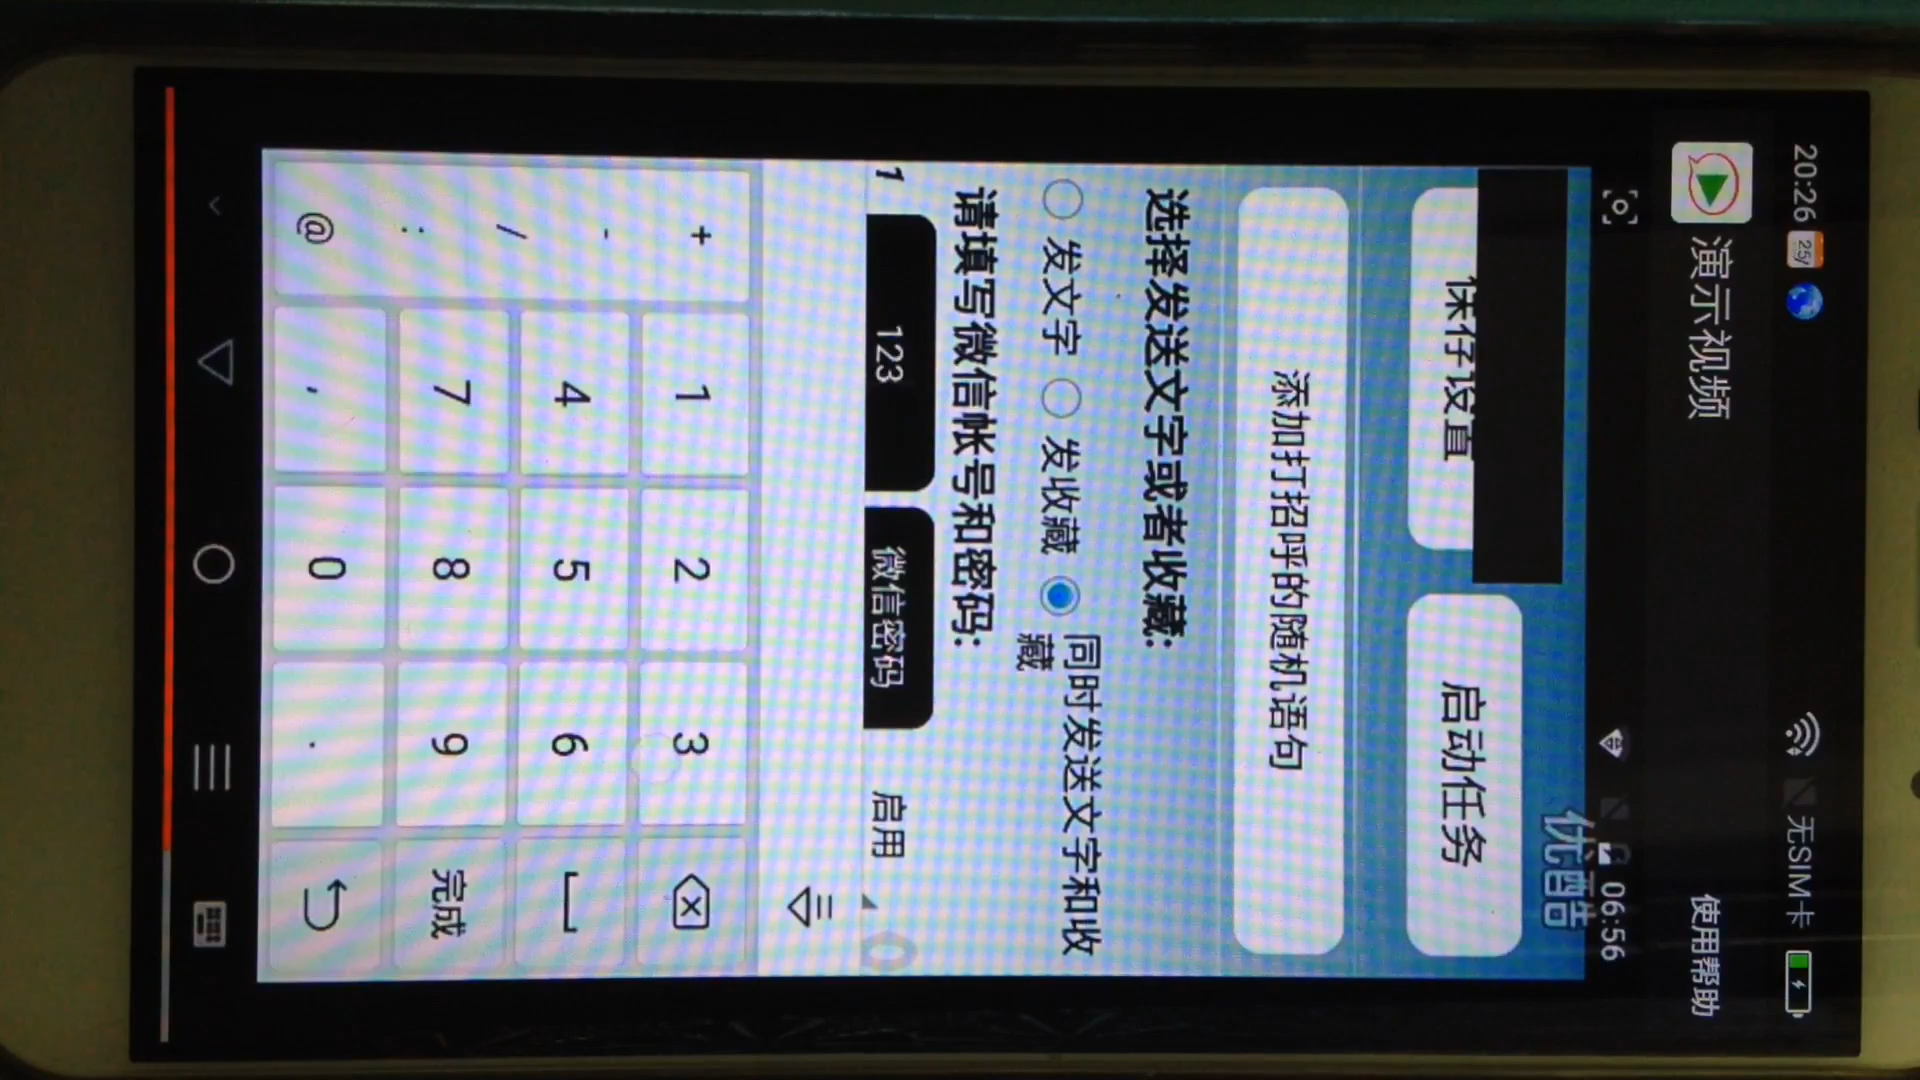 20:26 25/ 无SIM卡
演示视频 使用帮助
06:56
优酷
保存设置 启动任务
添加打招呼的随机语句
选择发送文字或者收藏:
发文字 发收藏 同时发送文字和收
藏
请填写微信帐号和密码:
1 123 微信密码 启用
+ 1 2 3
- 4 5 6
/ 7 8 9 完成
:
@ , 0 .